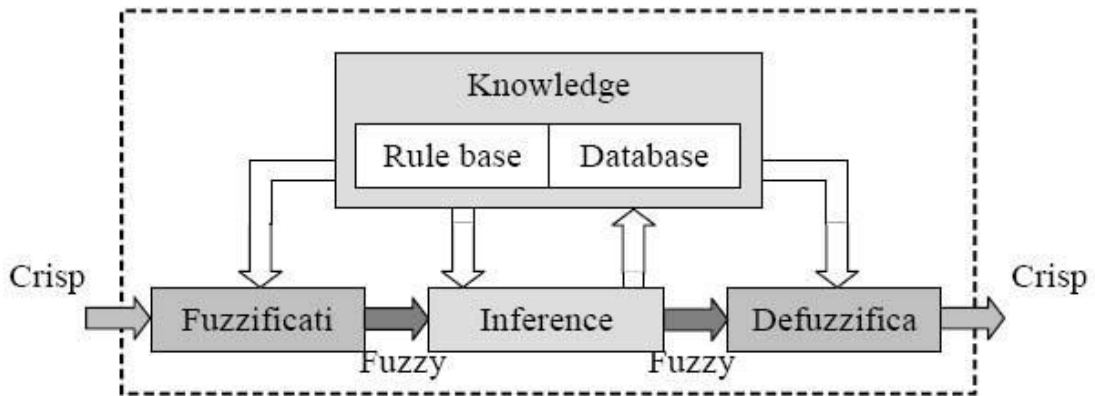 Knowledge
Rule base
Database
Crisp
Crisp
Fuzzificati
Inference
Defuzzifica
Fuzzy
Fuzzy